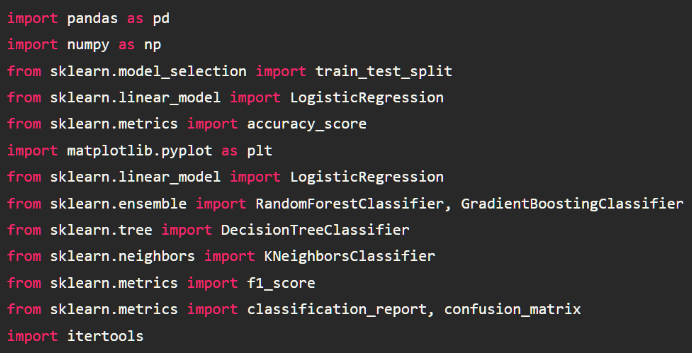 import pandas as pd
import numpy as np
from sklearn.model_selection import train_test_split
from sklearn.linear_model import LogisticRegression
from sklearn.metrics import accuracy_score
import matplotlib.pyplot as plt
from sklearn.linear_model import LogisticRegression
from sklearn.ensemble import RandomForestClassifier, GradientBoostingClassifier
from sklearn.tree import DecisionTreeClassifier
from sklearn.neighbors import KNeighborsClassifier
from sklearn.metrics import f1_score
from sklearn.metrics import classification_report, confusion_matrix
import itertools